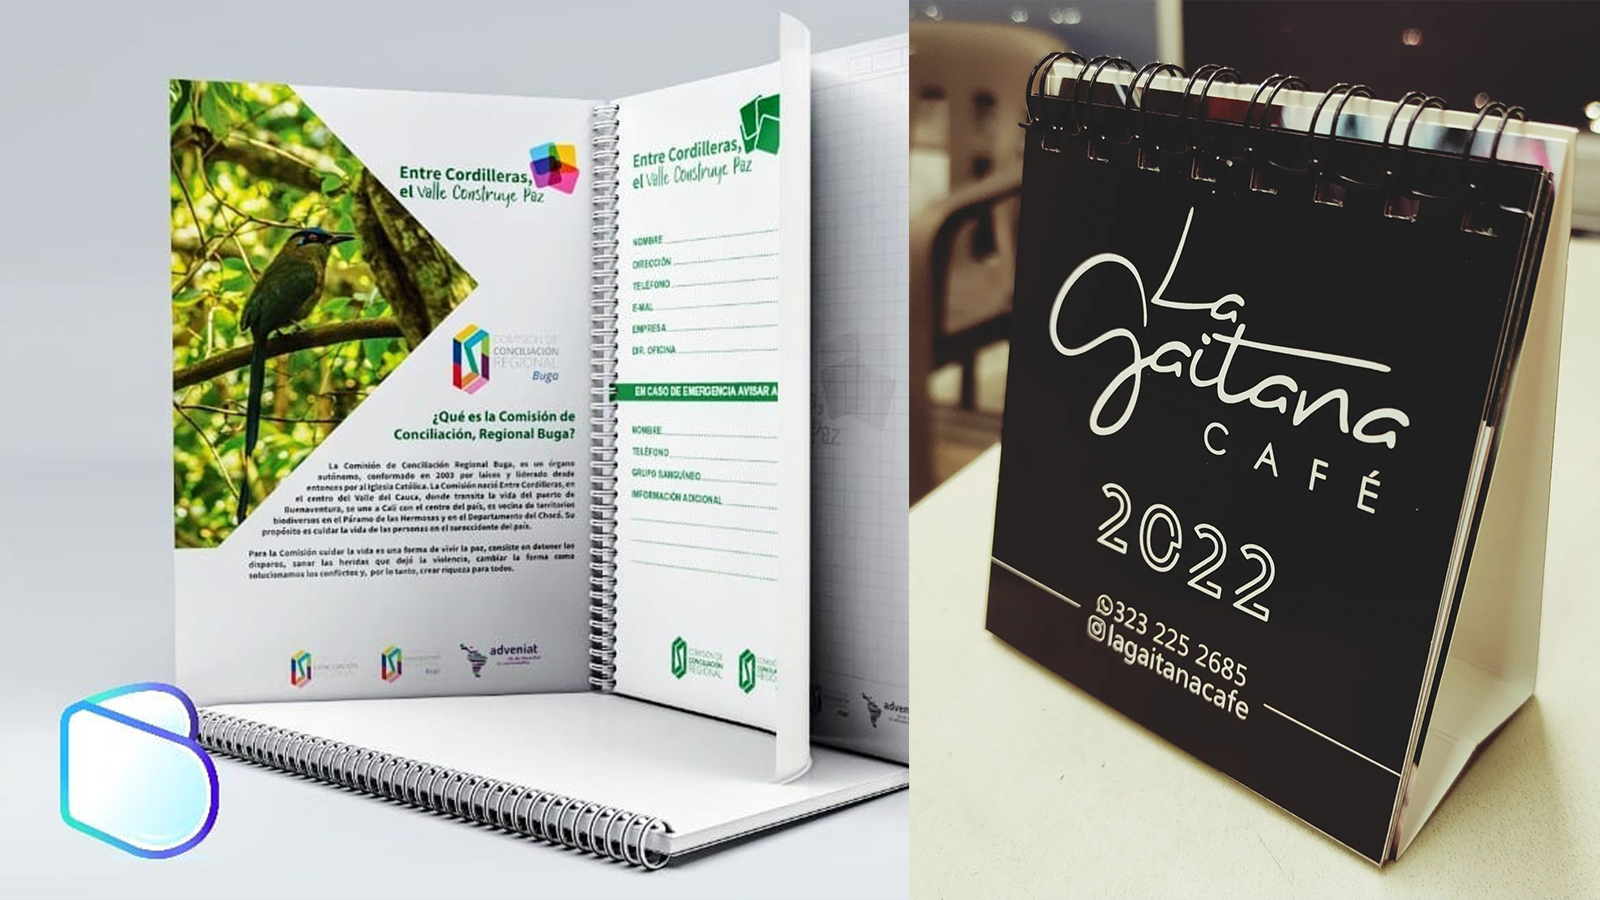 Entre Cordilleras,
el Valle Construye Paz
COMISIÓN DE
CONCILIACIÓN
REGIONAL
Buga
¿Qué es la Comisión de
Conciliación, Regional Buga?
La Comisión de Conciliación Regional Buga, es un órgano
autónomo, conformado en 2003 por laicos y liderado desde
entonces por al Iglesia Católica. La Comisión nació Entre Cordilleras, en
el centro del Valle del Cauca, donde transita la vida del puerto de
Buenaventura, se une a Cali con el centro del país, es vecina de territorios
biodiversos en el Páramo de las Hermosas y en el Departamento del Chocó. Su
propósito es cuidar la vida de las personas en el suroccidente del país.
Para la Comisión cuidar la vida es una forma de vivir la paz, consiste en detener los
disparos, sanar las heridas que dejó la violencia, cambiar la forma como
solucionamos los conflictos y, por lo tanto, crear riqueza para todos.
CONCILIACIÓN
adveniat
Entre Cordilleras,
el Valle Construye Paz
NOMBRE
DIRECCIÓN
TELÉFONO
E-MAIL
EMPRESA
DIR. OFICINA
EM CASO DE EMERGENCIA AVISAR A
NOMBRE
TELÉFONO
GRUPO SANGUÍNEO
INFORMACIÓN ADICIONAL
COMISIÓN DE
CONCILIACIÓN
REGIONAL
La
Gaitana
CAFÉ
2022
323 225 2685
lagaitanacafe